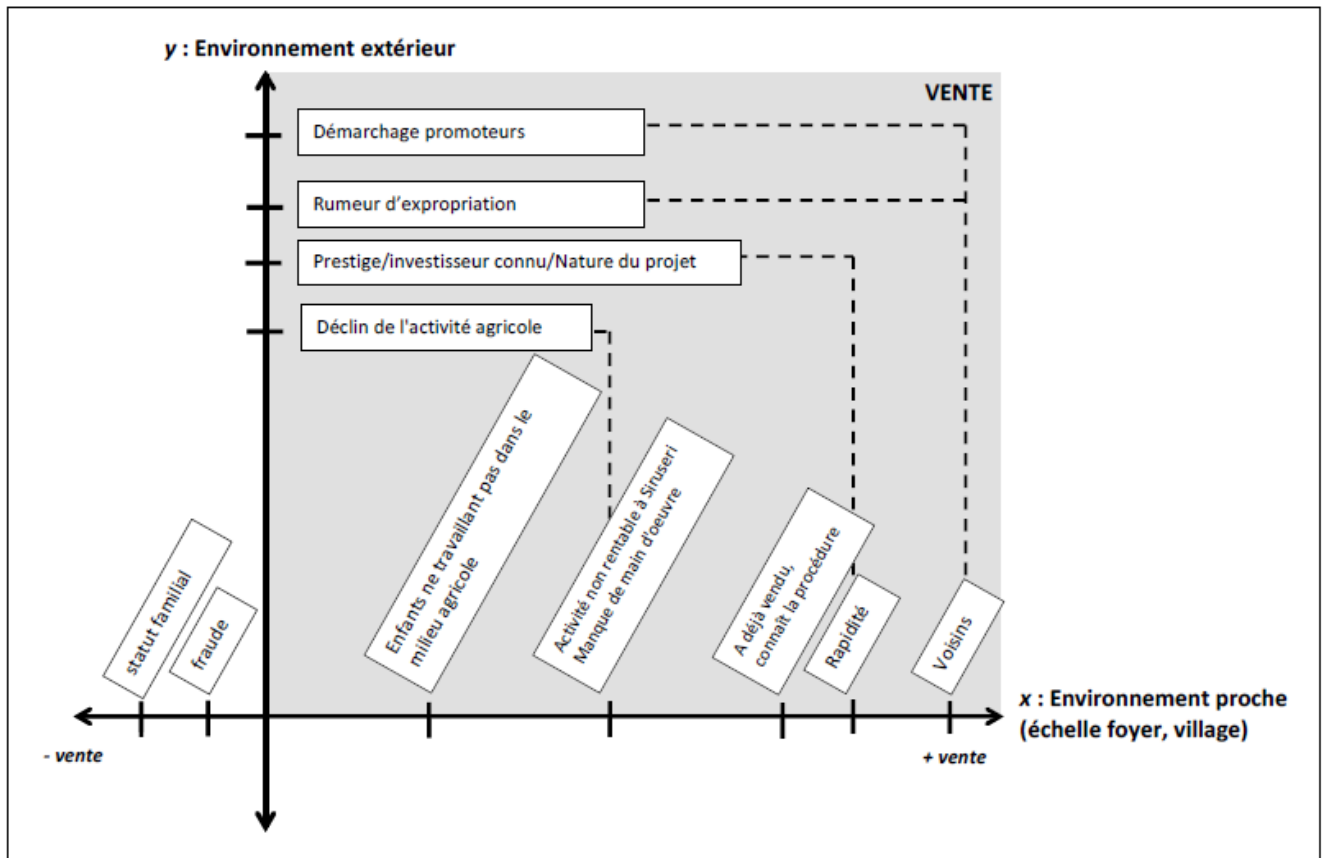 y : Environnement extérieur
VENTE
Démarchage promoteurs
Rumeur d'expropriation
Prestige/investisseur connu/Nature du projet
Déclin de l'activité agricole
statut familial
fraude
Enfants ne travaillant pas dans le
milieu agricole
Activité non rentable à Siruseri
Manque de main d'oeuvre
A déjà vendu,
connaît la procédure
Rapidité
Voisins
x : Environnement proche
(échelle foyer, village)
- vente
+ vente